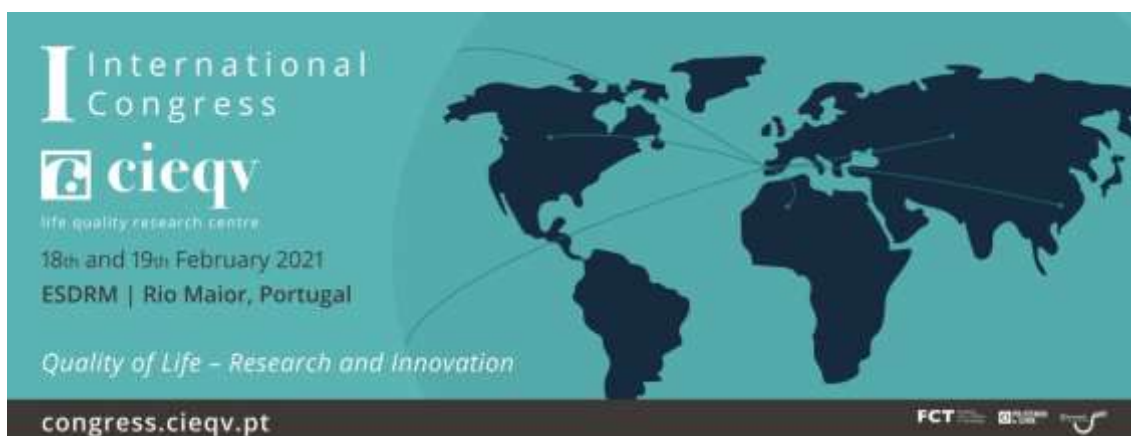 I International
Congress
cieqv
life quality research centre
18th and 19th February 2021
ESDRM | Rio Maior, Portugal
Quality of Life – Research and Innovation
congress.cieqv.pt
FCT